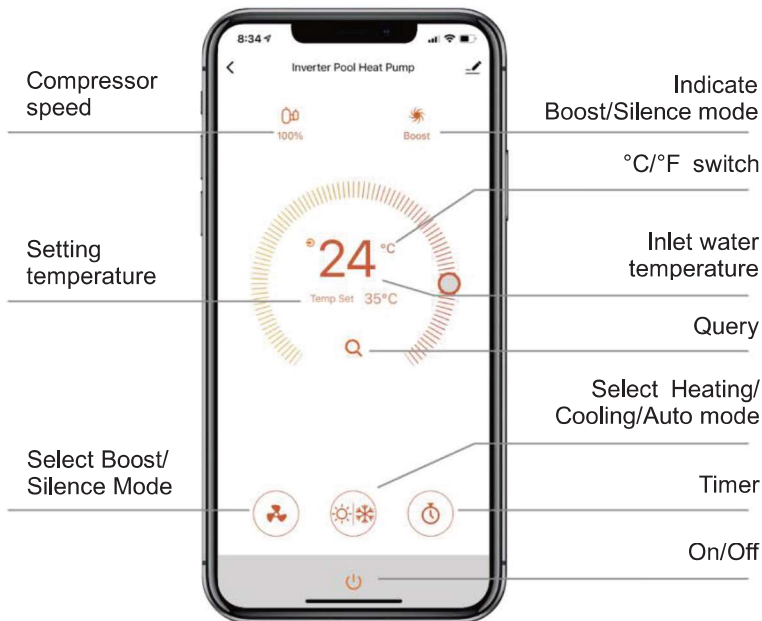 8:34
Inverter Pool Heat Pump
Compressor
speed
Indicate
Boost/Silence mode
100%
Boost
°C/°F switch
24 °C
Setting
temperature
Inlet water
temperature
Temp Set 35°C
Query
Select Heating/
Cooling/Auto mode
Select Boost/
Silence Mode
Timer
On/Off